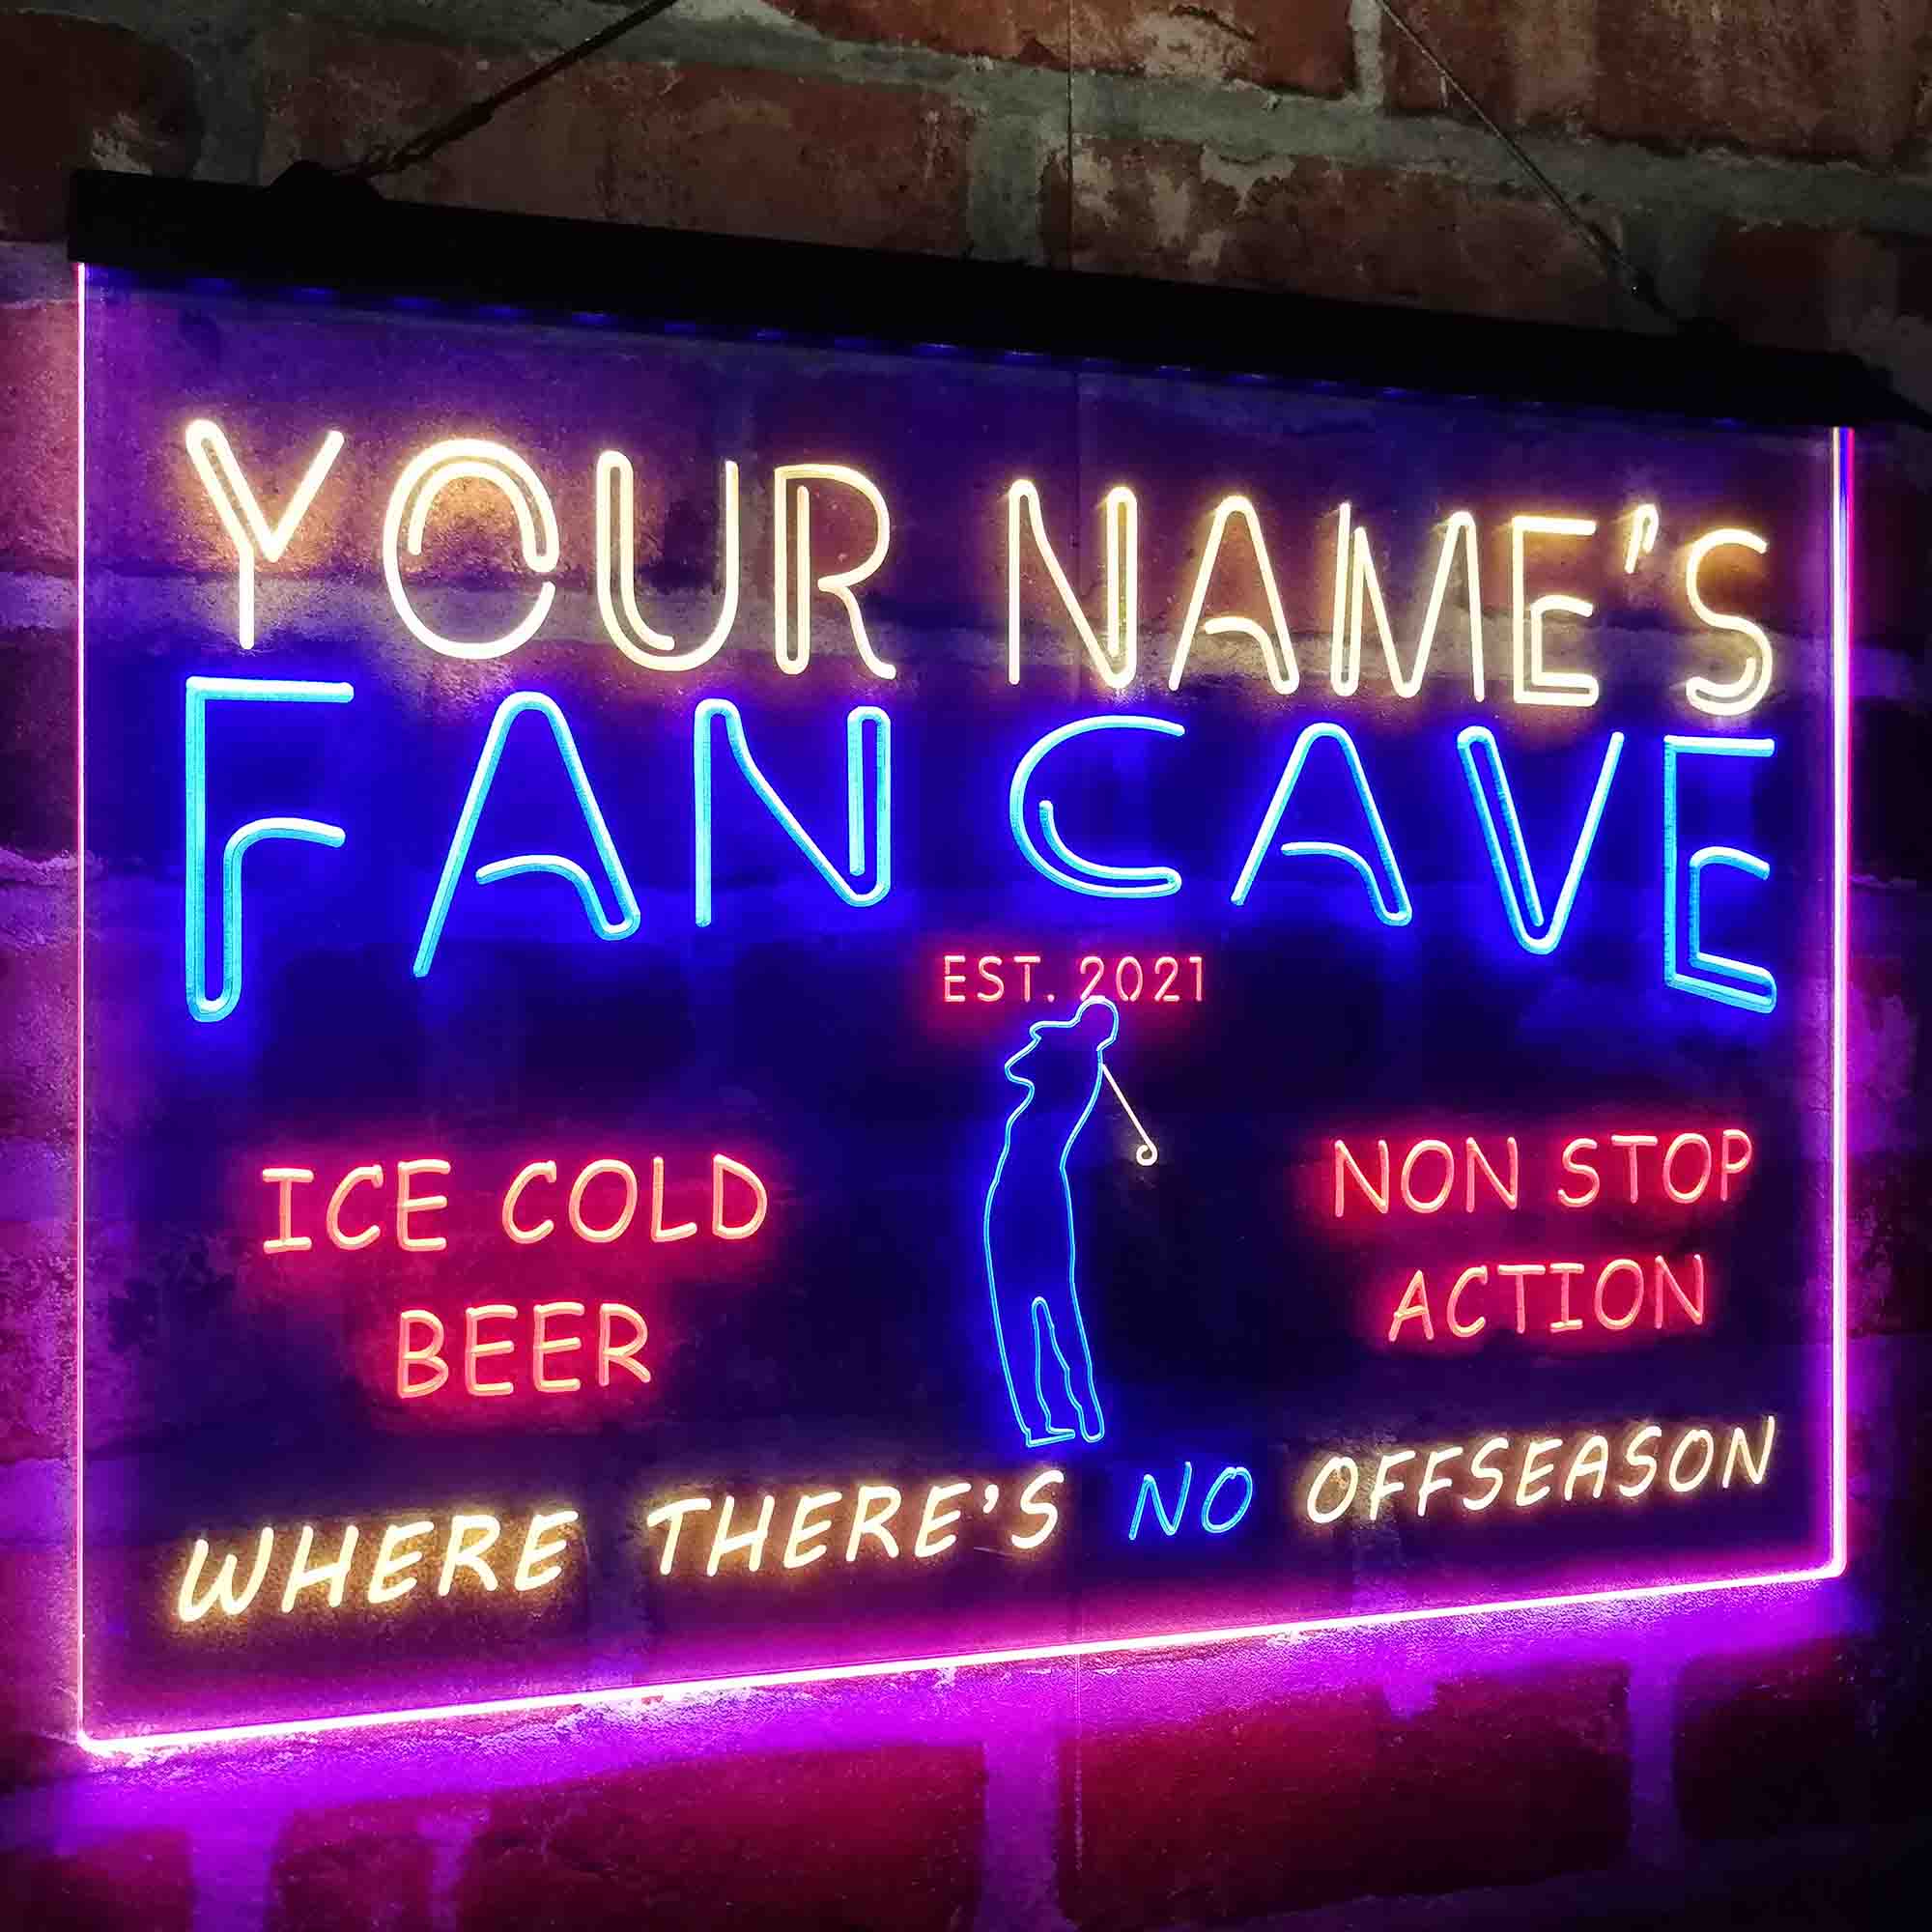 YOUR NAME'S
FAN CAVE
EST. 2021
ICE COLD
BEER
NON STOP
ACTION
WHERE THERE'S NO OFFSEASON